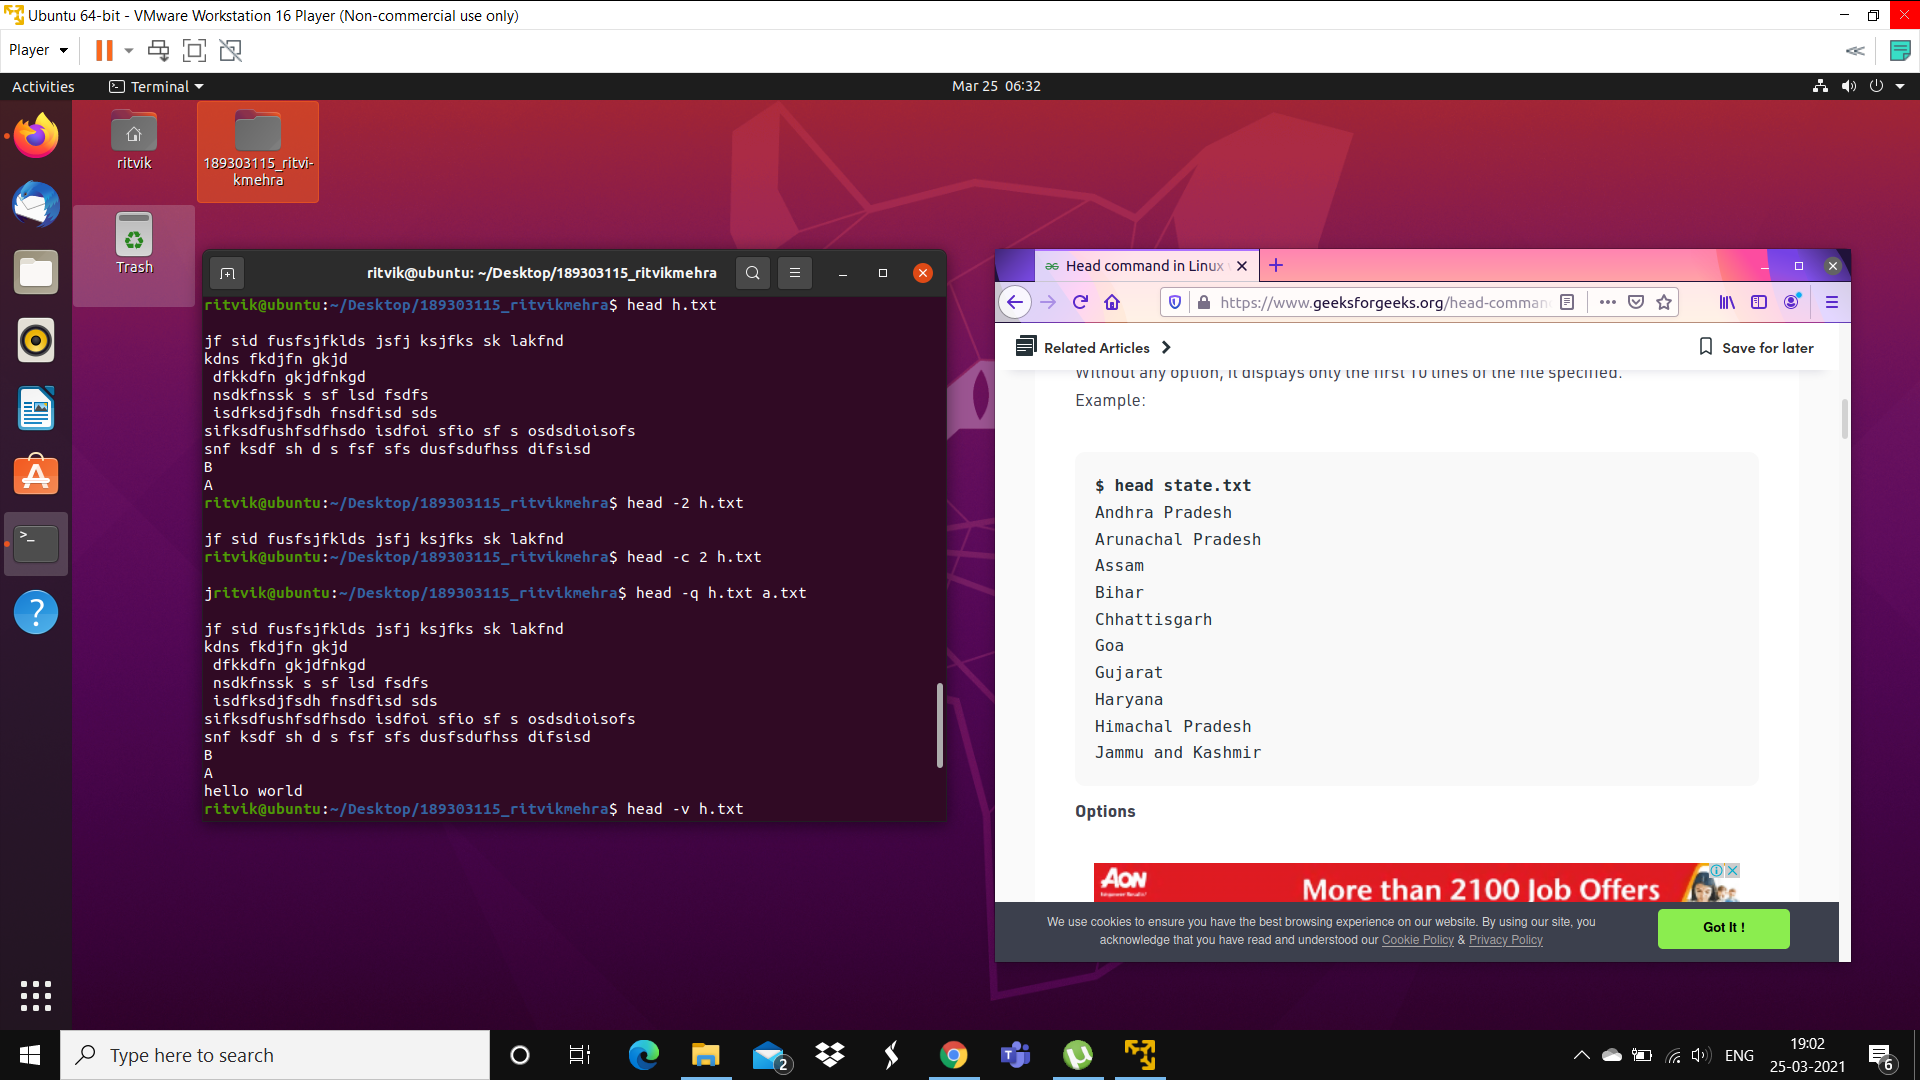 Ubuntu 64-bit - VMware Workstation 16 Player (Non-commercial use only)
Player
Activities
Terminal
Mar 25 06:32
ritvik
189303115_ritvi-
kmehra
Trash
ritvik@ubuntu: ~/Desktop/189303115_ritvikmehra
ritvik@ubuntu:~/Desktop/189303115_ritvikmehra$ head h.txt
jf sid fusfsjfklds jsfj ksjfks sk lakfnd
kdns fkdjfn gkjd
 dfkkdfn gkjdfnkgd
 nsdkfnssk s sf lsd fsdfs
 isdfksdjfsdh fnsdfisd sds
sifksdfushfsdfhsdo isdfoi sfio sf s osdsdioisofs
snf ksdf sh d s fsf sfs dusfsdufhss difsisd
B
A
ritvik@ubuntu:~/Desktop/189303115_ritvikmehra$ head -2 h.txt
jf sid fusfsjfklds jsfj ksjfks sk lakfnd
ritvik@ubuntu:~/Desktop/189303115_ritvikmehra$ head -c 2 h.txt
jritvik@ubuntu:~/Desktop/189303115_ritvikmehra$ head -q h.txt a.txt
jf sid fusfsjfklds jsfj ksjfks sk lakfnd
kdns fkdjfn gkjd
 dfkkdfn gkjdfnkgd
 nsdkfnssk s sf lsd fsdfs
 isdfksdjfsdh fnsdfisd sds
sifksdfushfsdfhsdo isdfoi sfio sf s osdsdioisofs
snf ksdf sh d s fsf sfs dusfsdufhss difsisd
B
A
hello world
ritvik@ubuntu:~/Desktop/189303115_ritvikmehra$ head -v h.txt
Head command in Linux
https://www.geeksforgeeks.org/head-comman
Related Articles
Save for later
Without any option, it displays only the first 10 lines of the file specified.
Example:
$ head state.txt
Andhra Pradesh
Arunachal Pradesh
Assam
Bihar
Chhattisgarh
Goa
Gujarat
Haryana
Himachal Pradesh
Jammu and Kashmir
Options
AON
More than 2100 Job Offers
We use cookies to ensure you have the best browsing experience on our website. By using our site, you
acknowledge that you have read and understood our Cookie Policy & Privacy Policy
Got It !
Type here to search
2
ENG
19:02
25-03-2021
6